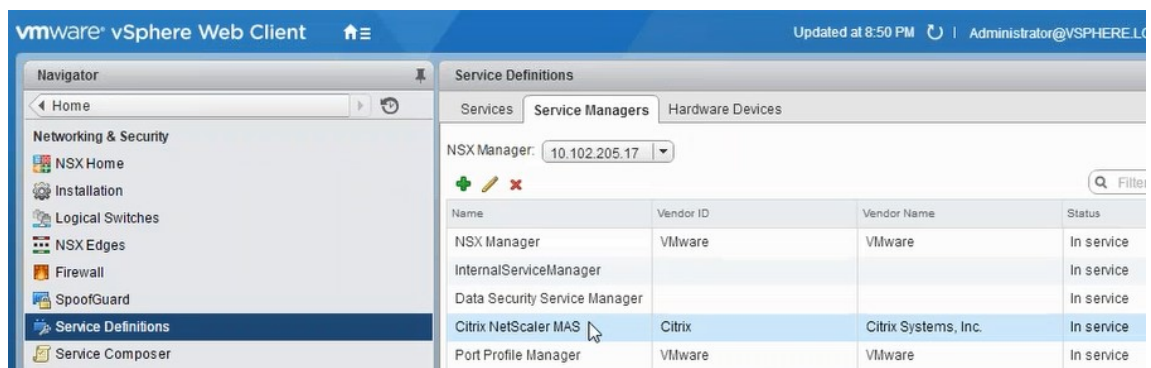 vmware® vSphere Web Client
Updated at 8:50 PM | Administrator@VSPHERE.LO
Navigator
Home
Networking & Security
NSX Home
Installation
Logical Switches
NSX Edges
Firewall
SpoofGuard
Service Definitions
Service Composer
Service Definitions
Services Service Managers Hardware Devices
NSX Manager: 10.102.205.17
Filter
Name Vendor ID Vendor Name Status
NSX Manager VMware VMware In service
InternalServiceManager In service
Data Security Service Manager In service
Citrix NetScaler MAS Citrix Citrix Systems, Inc. In service
Port Profile Manager VMware VMware In service